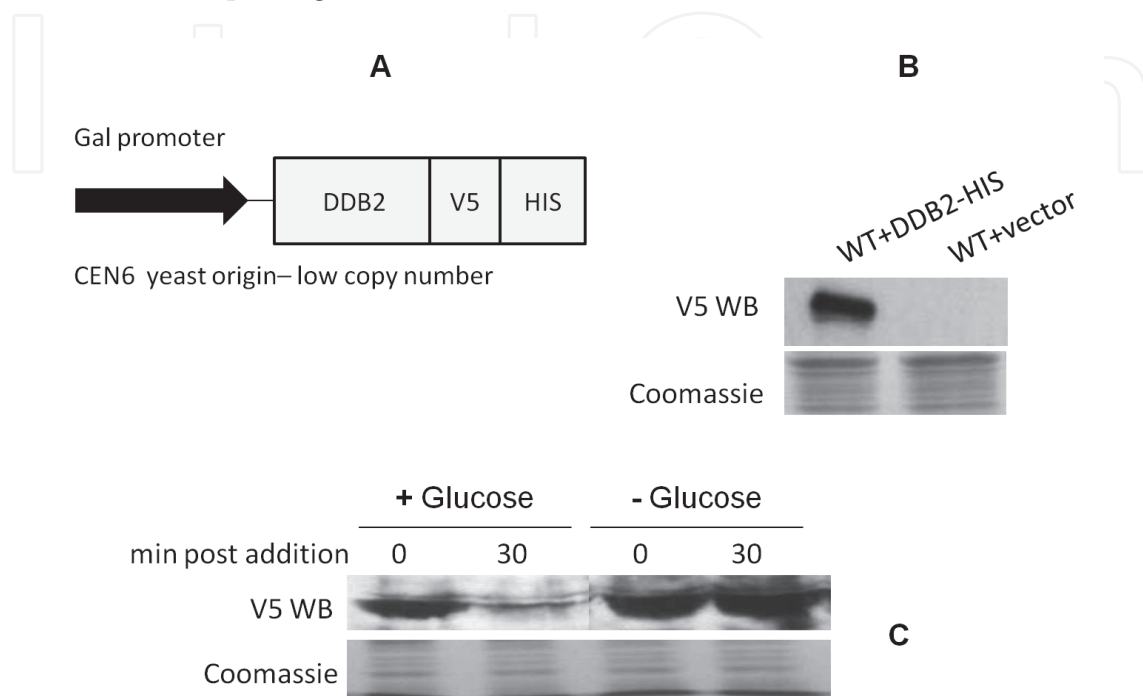 A
B
Gal promoter
DDB2 V5 HIS
CEN6 yeast origin– low copy number
WT+DDB2-HIS
WT+vector
V5 WB
Coomassie
+ Glucose - Glucose
min post addition 0 30 0 30
V5 WB
C
Coomassie